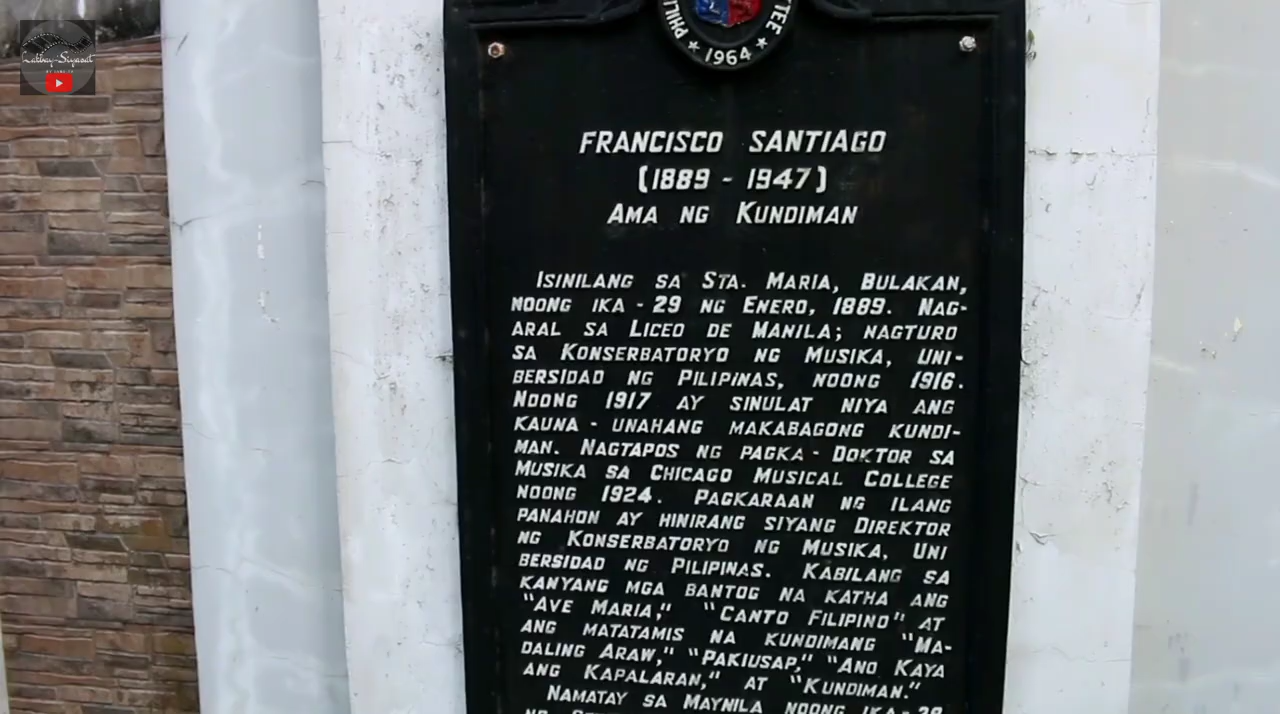 Latbay-Siyasat
★ 1964 ★
FRANCISCO SANTIAGO
(1889 - 1947)
AMA NG KUNDIMAN
ISINILANG SA STA. MARIA, BULAKAN,
NOONG IKA - 29 NG ENERO, 1889. NAG-
ARAL SA LICEO DE MANILA; NAGTURO
SA KONSERBATORYO NG MUSIKA, UNI-
BERSIDAD NG PILIPINAS, NOONG 1916.
NOONG 1917 AY SINULAT NIYA ANG
KAUNA - UNAHANG MAKABAGONG KUNDI-
MAN. NAGTAPOS NG PAGKA - DOKTOR SA
MUSIKA SA CHICAGO MUSICAL COLLEGE
NOONG 1924. PAGKARAAN NG ILANG
PANAHON AY HINIRANG SIYANG DIREKTOR
NG KONSERBATORYO NG MUSIKA, UNI
BERSIDAD NG PILIPINAS. KABILANG SA
KANYANG MGA BANTOG NA KATHA ANG
"AVE MARIA," "CANTO FILIPINO" AT
ANG MATATAMIS NA KUNDIMANG "MA-
DALING ARAW," "PAKIUSAP," "ANO KAYA
ANG KAPALARAN," AT "KUNDIMAN."
NAMATAY SA MAYNILA NOONG IKA - 28